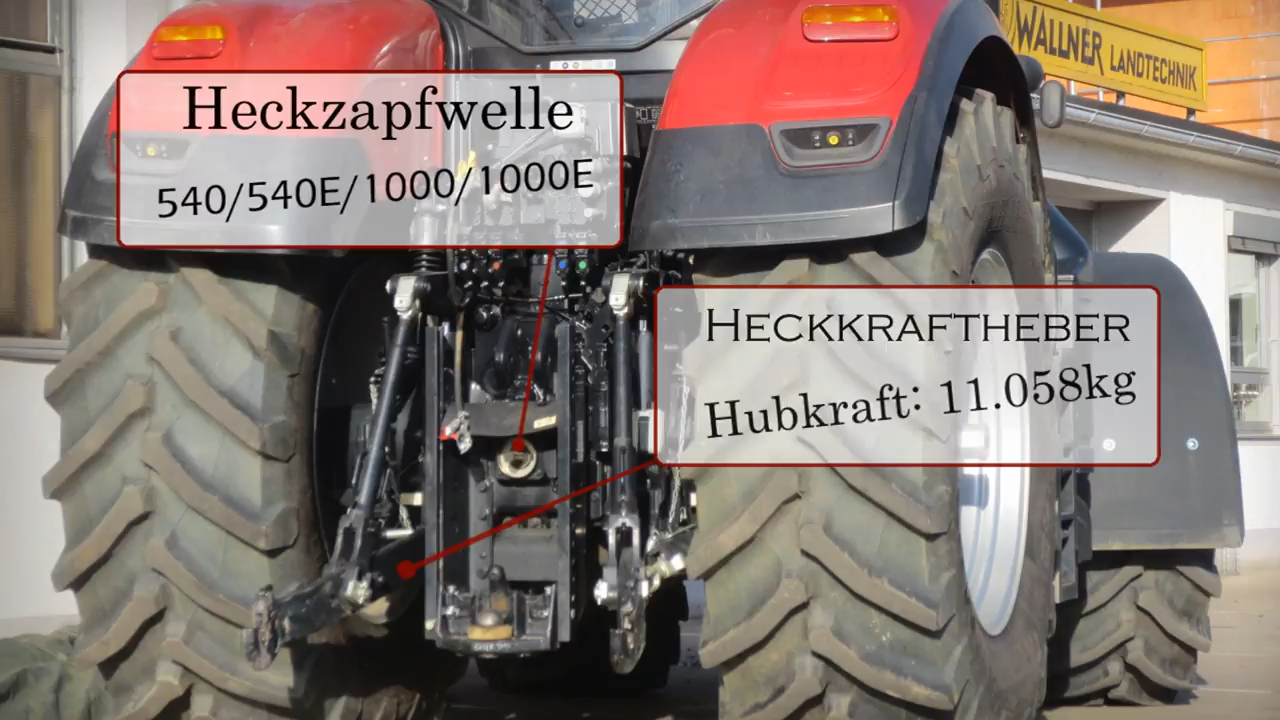 WALLNER LANDTECHNIK
Heckzapfwelle
540/540E/1000/1000E
HECKKRAFTHEBER
Hubkraft: 11.058kg